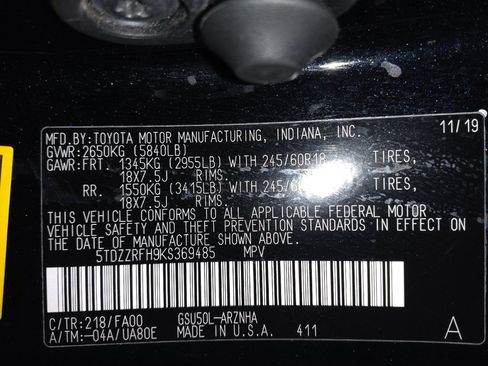 MFD.BY:TOYOTA MOTOR MANUFACTURING, INDIANA, INC. 11/19
GVWR:2650KG (5840LB)
GAWR:FRT. 1345KG (2955LB) WITH 245/60R18 TIRES,
18X7.5J RIMS.
RR. 1550KG (3415LB) WITH TIRES,
18X7.5J RIMS.
THIS VEHICLE CONFORMS TO ALL APPLICABLE FEDERAL MOTOR
VEHICLE SAFETY AND THEFT PREVENTION STANDARDS IN EFFECT
ON THE DATE OF MANUFACTURE SHOWN ABOVE.
5TDZZRFH9KS369485 MPV
C/TR:218/FA00 GSU50L-ARZNHA
A/TM:-04A/UA80E MADE IN U.S.A. 411 A